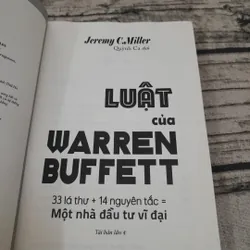 Jeremy C. Miller
Quỳnh Ca dịch
LUẬT
của
WARREN
BUFFETT
33 lá thư + 14 nguyên tắc =
Một nhà đầu tư vĩ đại
Tái bản lần 4